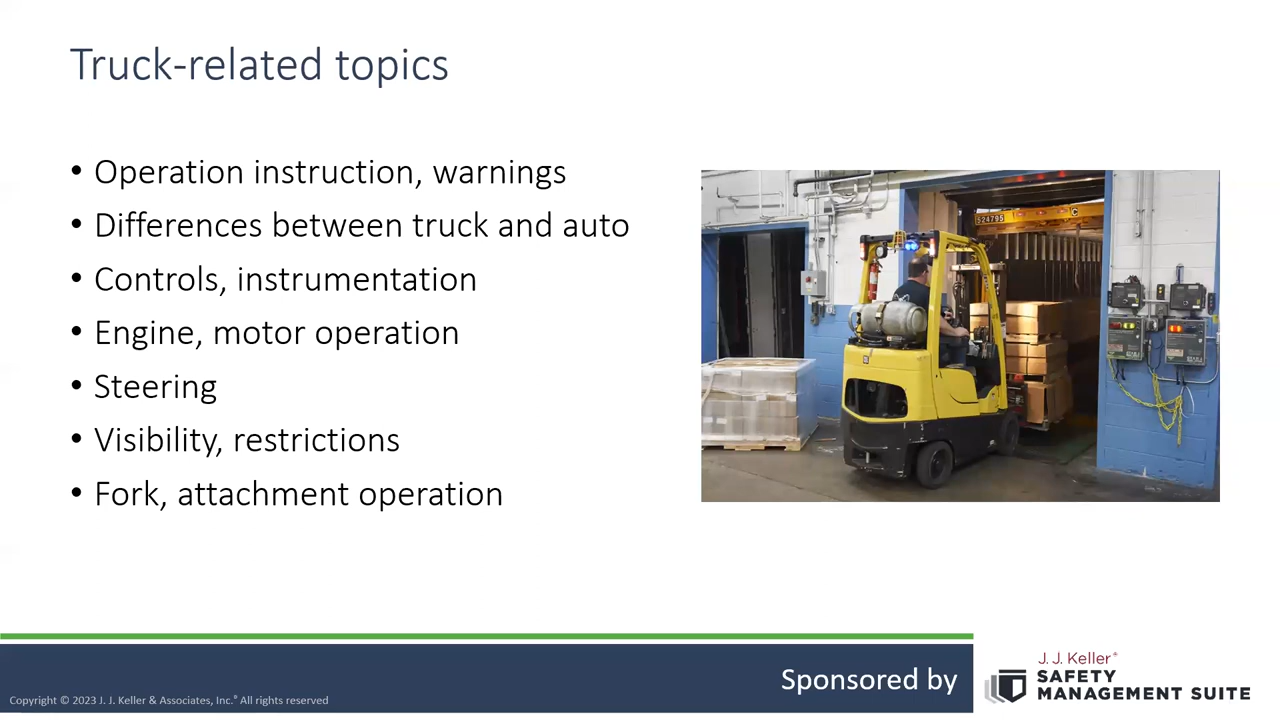 Truck-related topics
• Operation instruction, warnings
• Differences between truck and auto
• Controls, instrumentation
• Engine, motor operation
• Steering
• Visibility, restrictions
• Fork, attachment operation
S24795
C
Sponsored by
J. J. Keller®
SAFETY
MANAGEMENT SUITE
Copyright © 2023 J. J. Keller & Associates, Inc.® All rights reserved